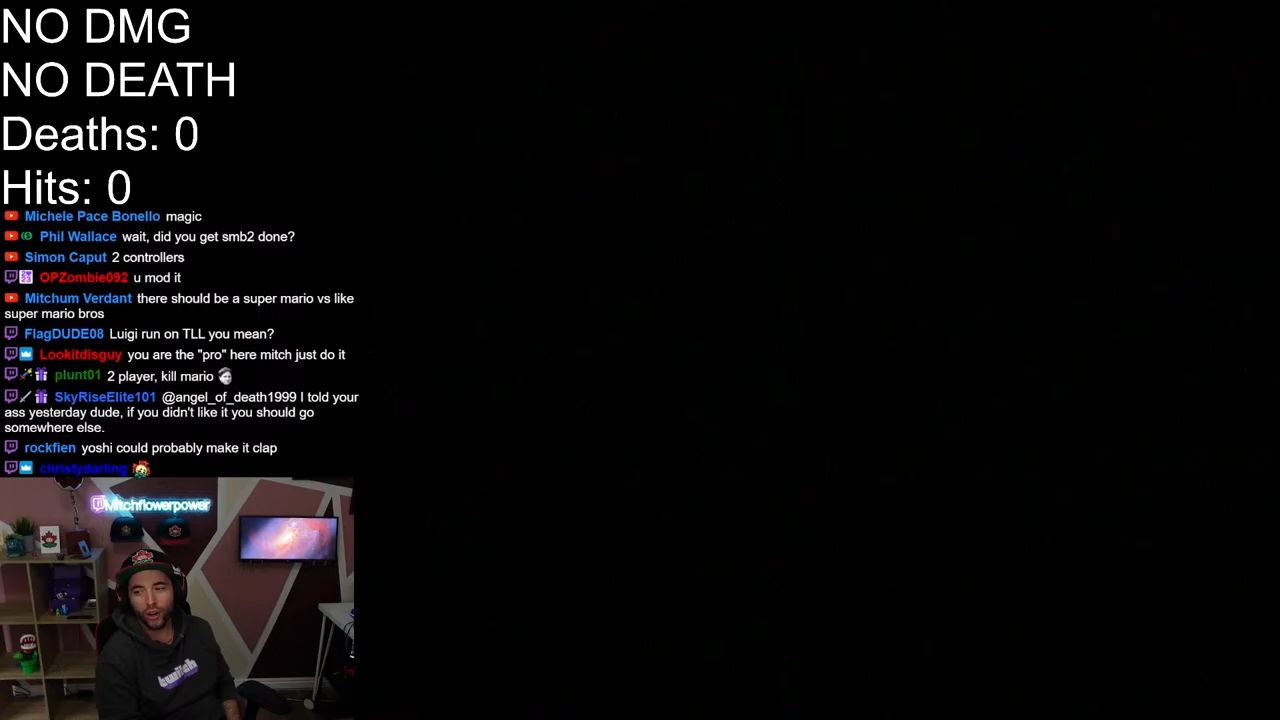 NO DMG
NO DEATH
Deaths: 0
Hits: 0
Michele Pace Bonello magic
Phil Wallace wait, did you get smb2 done?
Simon Caput 2 controllers
OPZombie092 u mod it
Mitchum Verdant there should be a super mario vs like
super mario bros
FlagDUDE08 Luigi run on TLL you mean?
Lookitdisguy you are the "pro" here mitch just do it
plunt01 2 player, kill mario
SkyRiseElite101 @angel_of_death1999 I told your
ass yesterday dude, if you didn't like it you should go
somewhere else.
rockfien yoshi could probably make it clap
christydarling
Mitchflowerpower
twitch